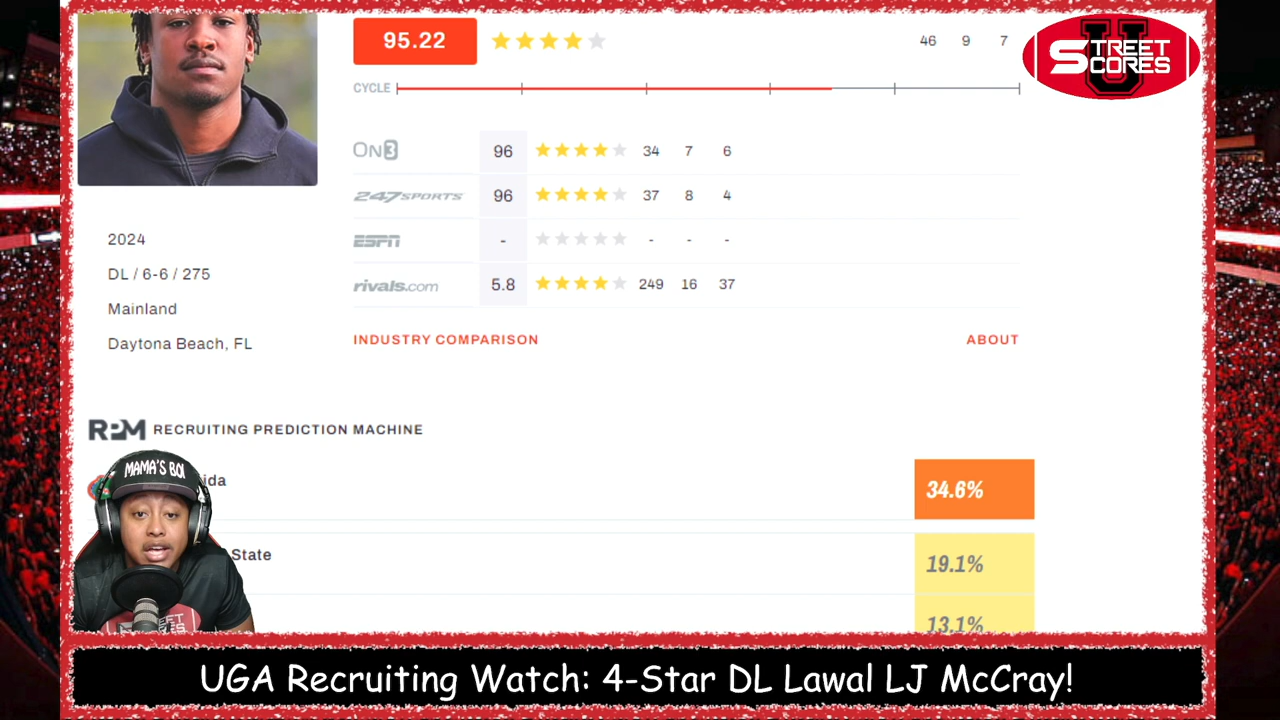 95.22
46 9 7
STREET SCORES
U
CYCLE
ON3 96 34 7 6
247SPORTS 96 37 8 4
ESPN - - - -
rivals.com 5.8 249 16 37
2024
DL / 6-6 / 275
Mainland
Daytona Beach, FL
INDUSTRY COMPARISON
ABOUT
RPM RECRUITING PREDICTION MACHINE
MAMA'S BOI
ida
34.6%
State
19.1%
13.1%
UGA Recruiting Watch: 4-Star DL Lawal LJ McCray!